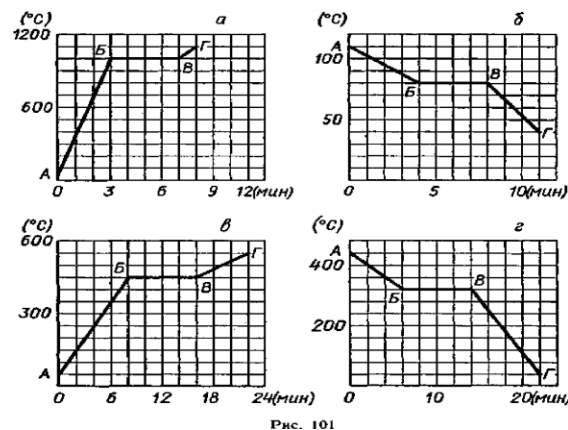 (°C) a
1200
600
Б
В
Г
А
0 3 6 9 12(мин)
(°C) б
А
100
50
Б
В
Г
0 5 10(мин)
(°C) в
600
300
Б
В
Г
А
0 6 12 18 24(мин)
(°C) г
А
400
200
Б
В
Г
0 10 20(мин)
Рис. 101